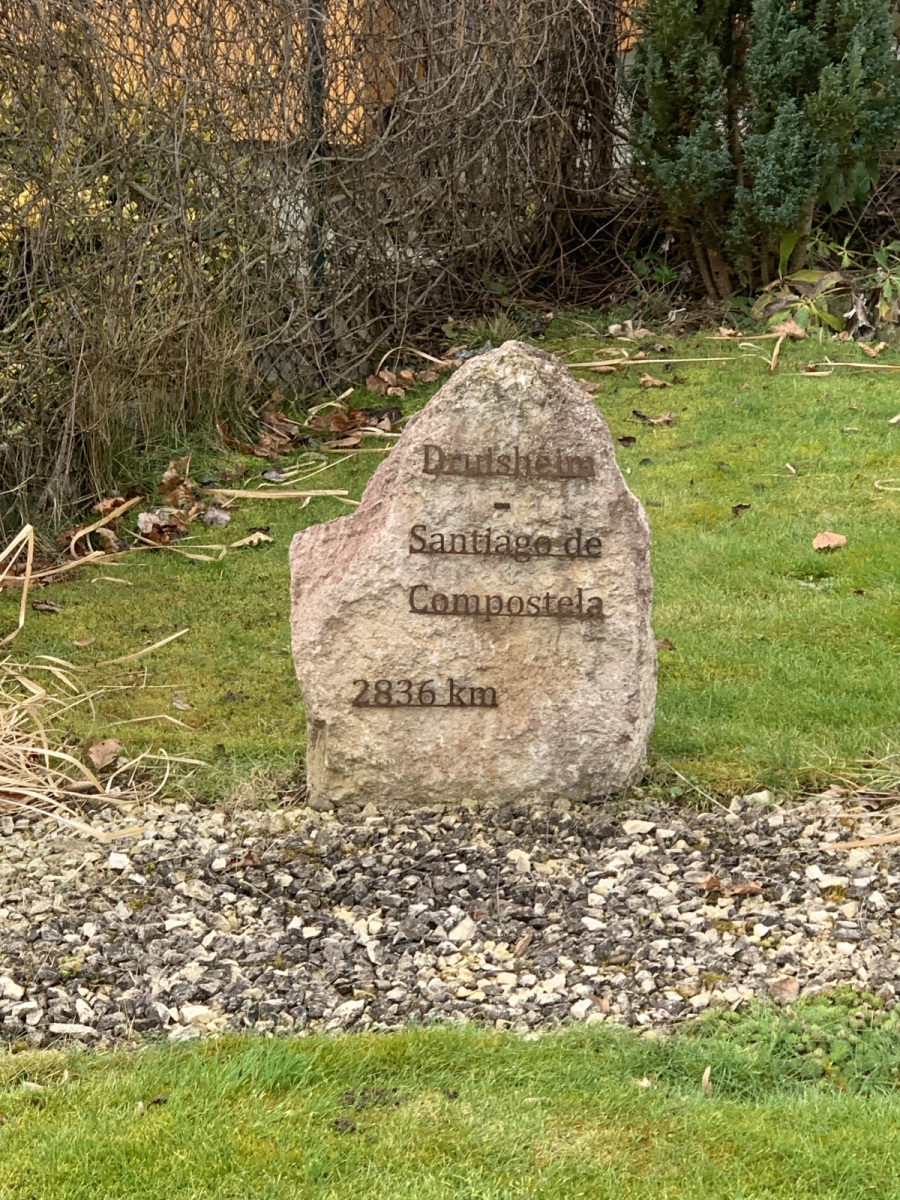 Druisheim
-
Santiago de
Compostela
2836 km